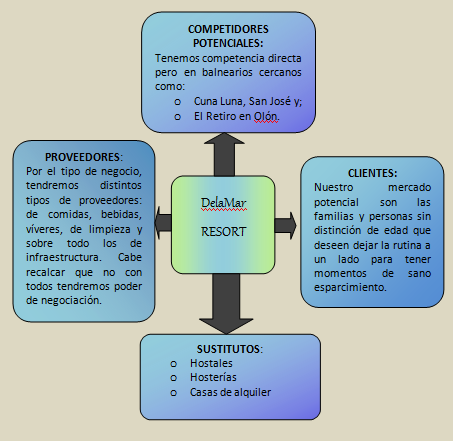 COMPETIDORES
POTENCIALES:
Tenemos competencia directa
pero en balnearios cercanos
como:
o Cuna Luna, San José y;
o El Retiro en Olón.
PROVEEDORES:
Por el tipo de negocio,
tendremos distintos
tipos de proveedores:
de comidas, bebidas,
víveres, de limpieza y
sobre todo los de
infraestructura. Cabe
recalcar que no con
todos tendremos poder
de negociación.
DelaMar
RESORT
CLIENTES:
Nuestro mercado
potencial son las
familias y personas sin
distinción de edad que
deseen dejar la rutina a
un lado para tener
momentos de sano
esparcimiento.
SUSTITUTOS:
o Hostales
o Hosterías
o Casas de alquiler